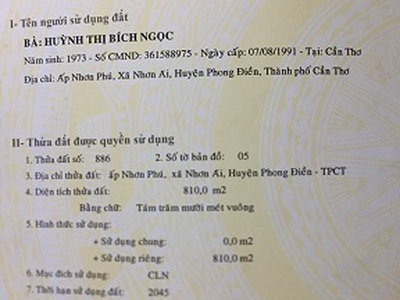 I- Tên người sử dụng đất
BÀ: HUỲNH THỊ BÍCH NGỌC
Năm sinh: 1973 - Số CMND: 361588975 - Ngày cấp: 07/08/1991 - Tại: Cần Thơ
Địa chỉ: Ấp Nhơn Phú, Xã Nhơn Ái, Huyện Phong Điền, Thành phố Cần Thơ
II- Thửa đất được quyền sử dụng
1. Thửa đất số: 886 2. Số tờ bản đồ: 05
3. Địa chỉ thửa đất: ấp Nhơn Phú, xã Nhơn Ái, Huyện Phong Điền - TPCT
4. Diện tích thửa đất: 810,0 m2
Bằng chữ: Tám trăm mười mét vuông
5. Hình thức sử dụng:
+ Sử dụng chung: 0,0 m2
+ Sử dụng riêng: 810,0 m2
6. Mục đích sử dụng: CLN
7. Thời hạn sử dụng đất: 2045